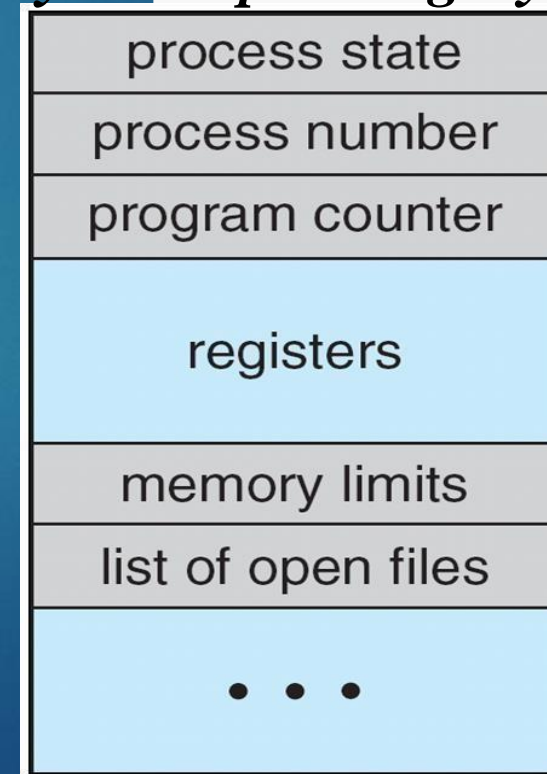 process state
process number
program counter
registers
memory limits
list of open files
• • •